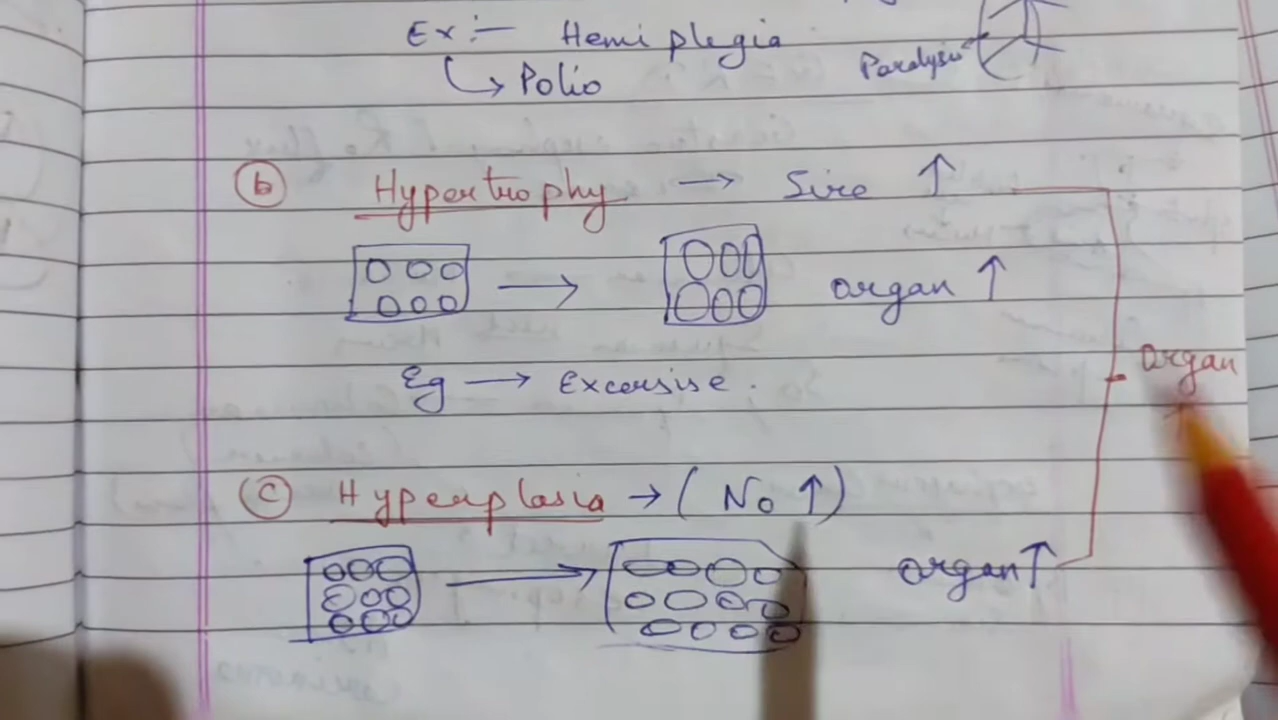 Ex :- Hemiplegia
↳ Polio
Paralysis
(b) Hypertrophy → Size ↑
→ organ ↑
organ
Eg → Excersise.
(c) Hyperplasia → (No ↑)
→ organ ↑